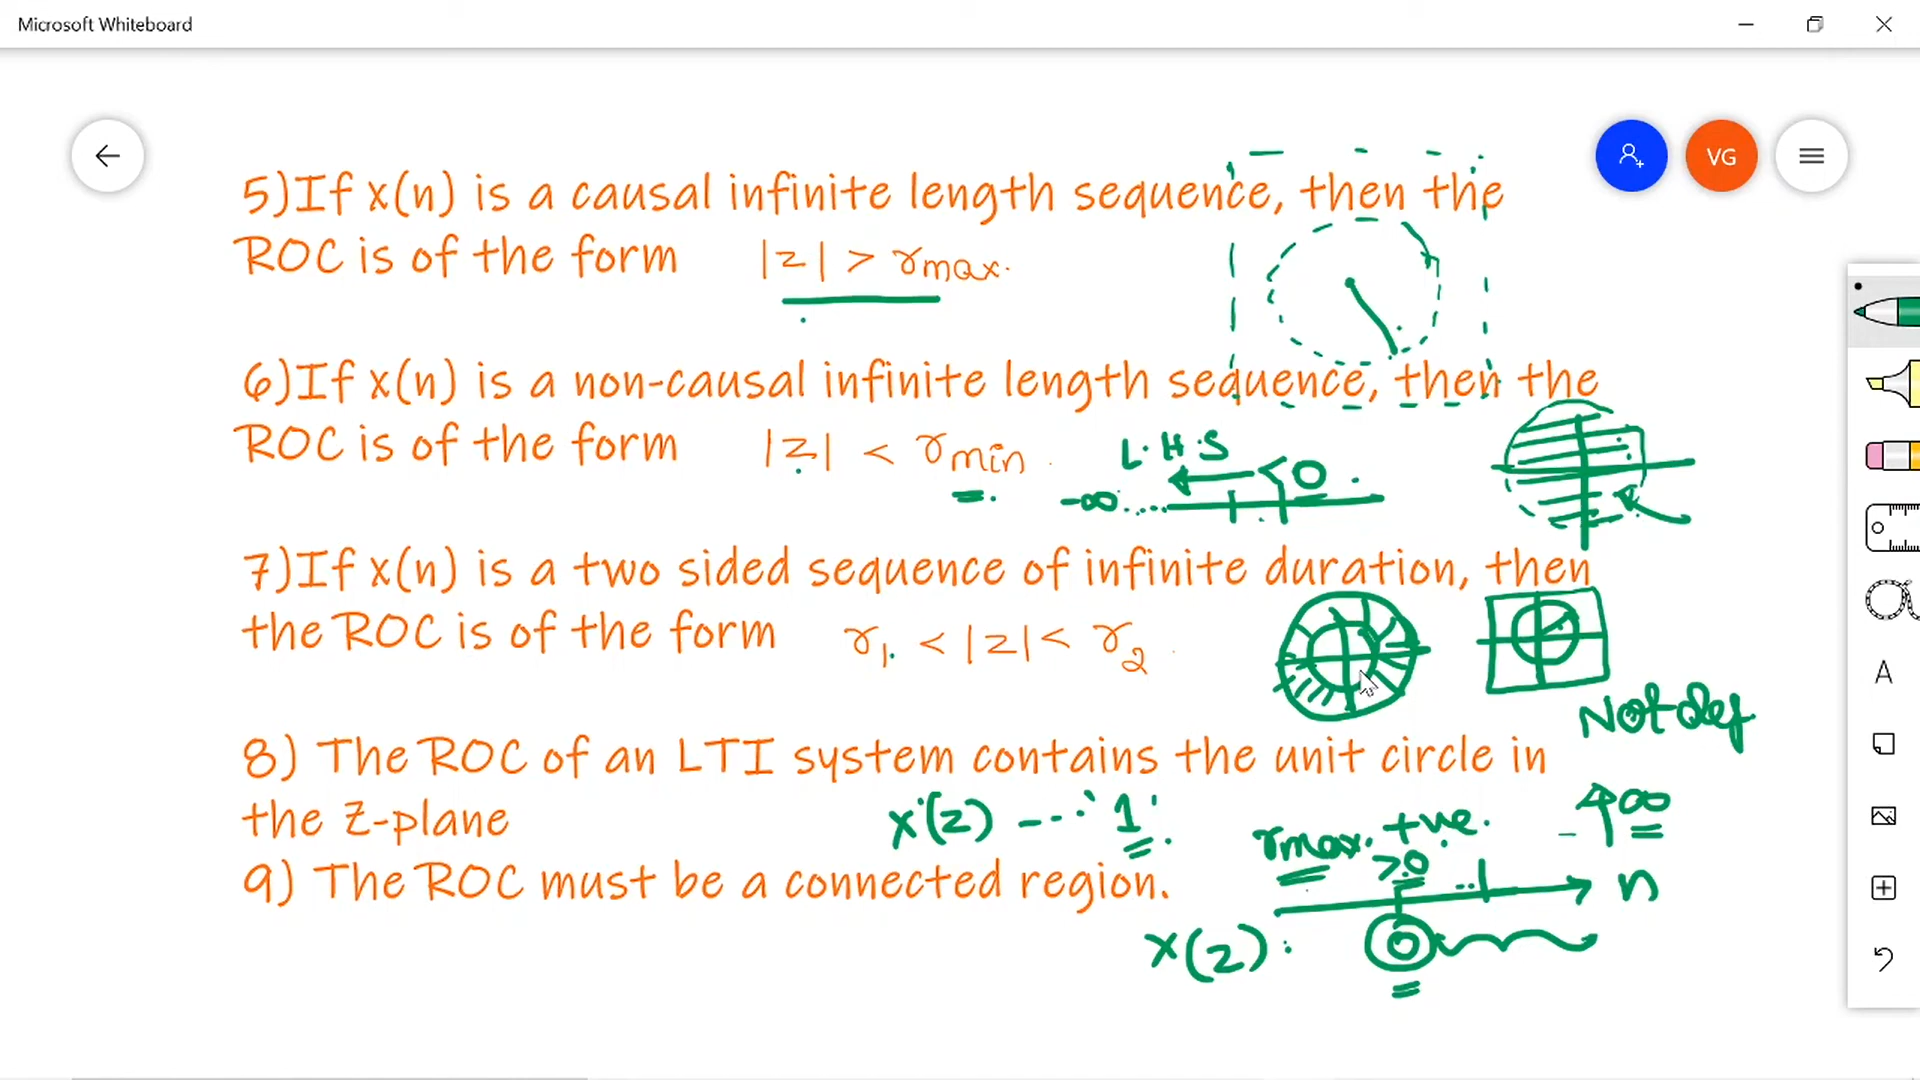 Microsoft Whiteboard
VG
5)If x(n) is a causal infinite length sequence, then the
ROC is of the form |z| > rmax.
6)If x(n) is a non-causal infinite length sequence, then the
ROC is of the form |z| < rmin
L.H.S
<0
-∞.....
7)If x(n) is a two sided sequence of infinite duration, then
the ROC is of the form r1 < |z| < r2
Not def
8) The ROC of an LTI system contains the unit circle in
the Z-plane
x(z) --- '1'
rmax. +ve.
∞
>0
n
9) The ROC must be a connected region.
x(z):
0
A